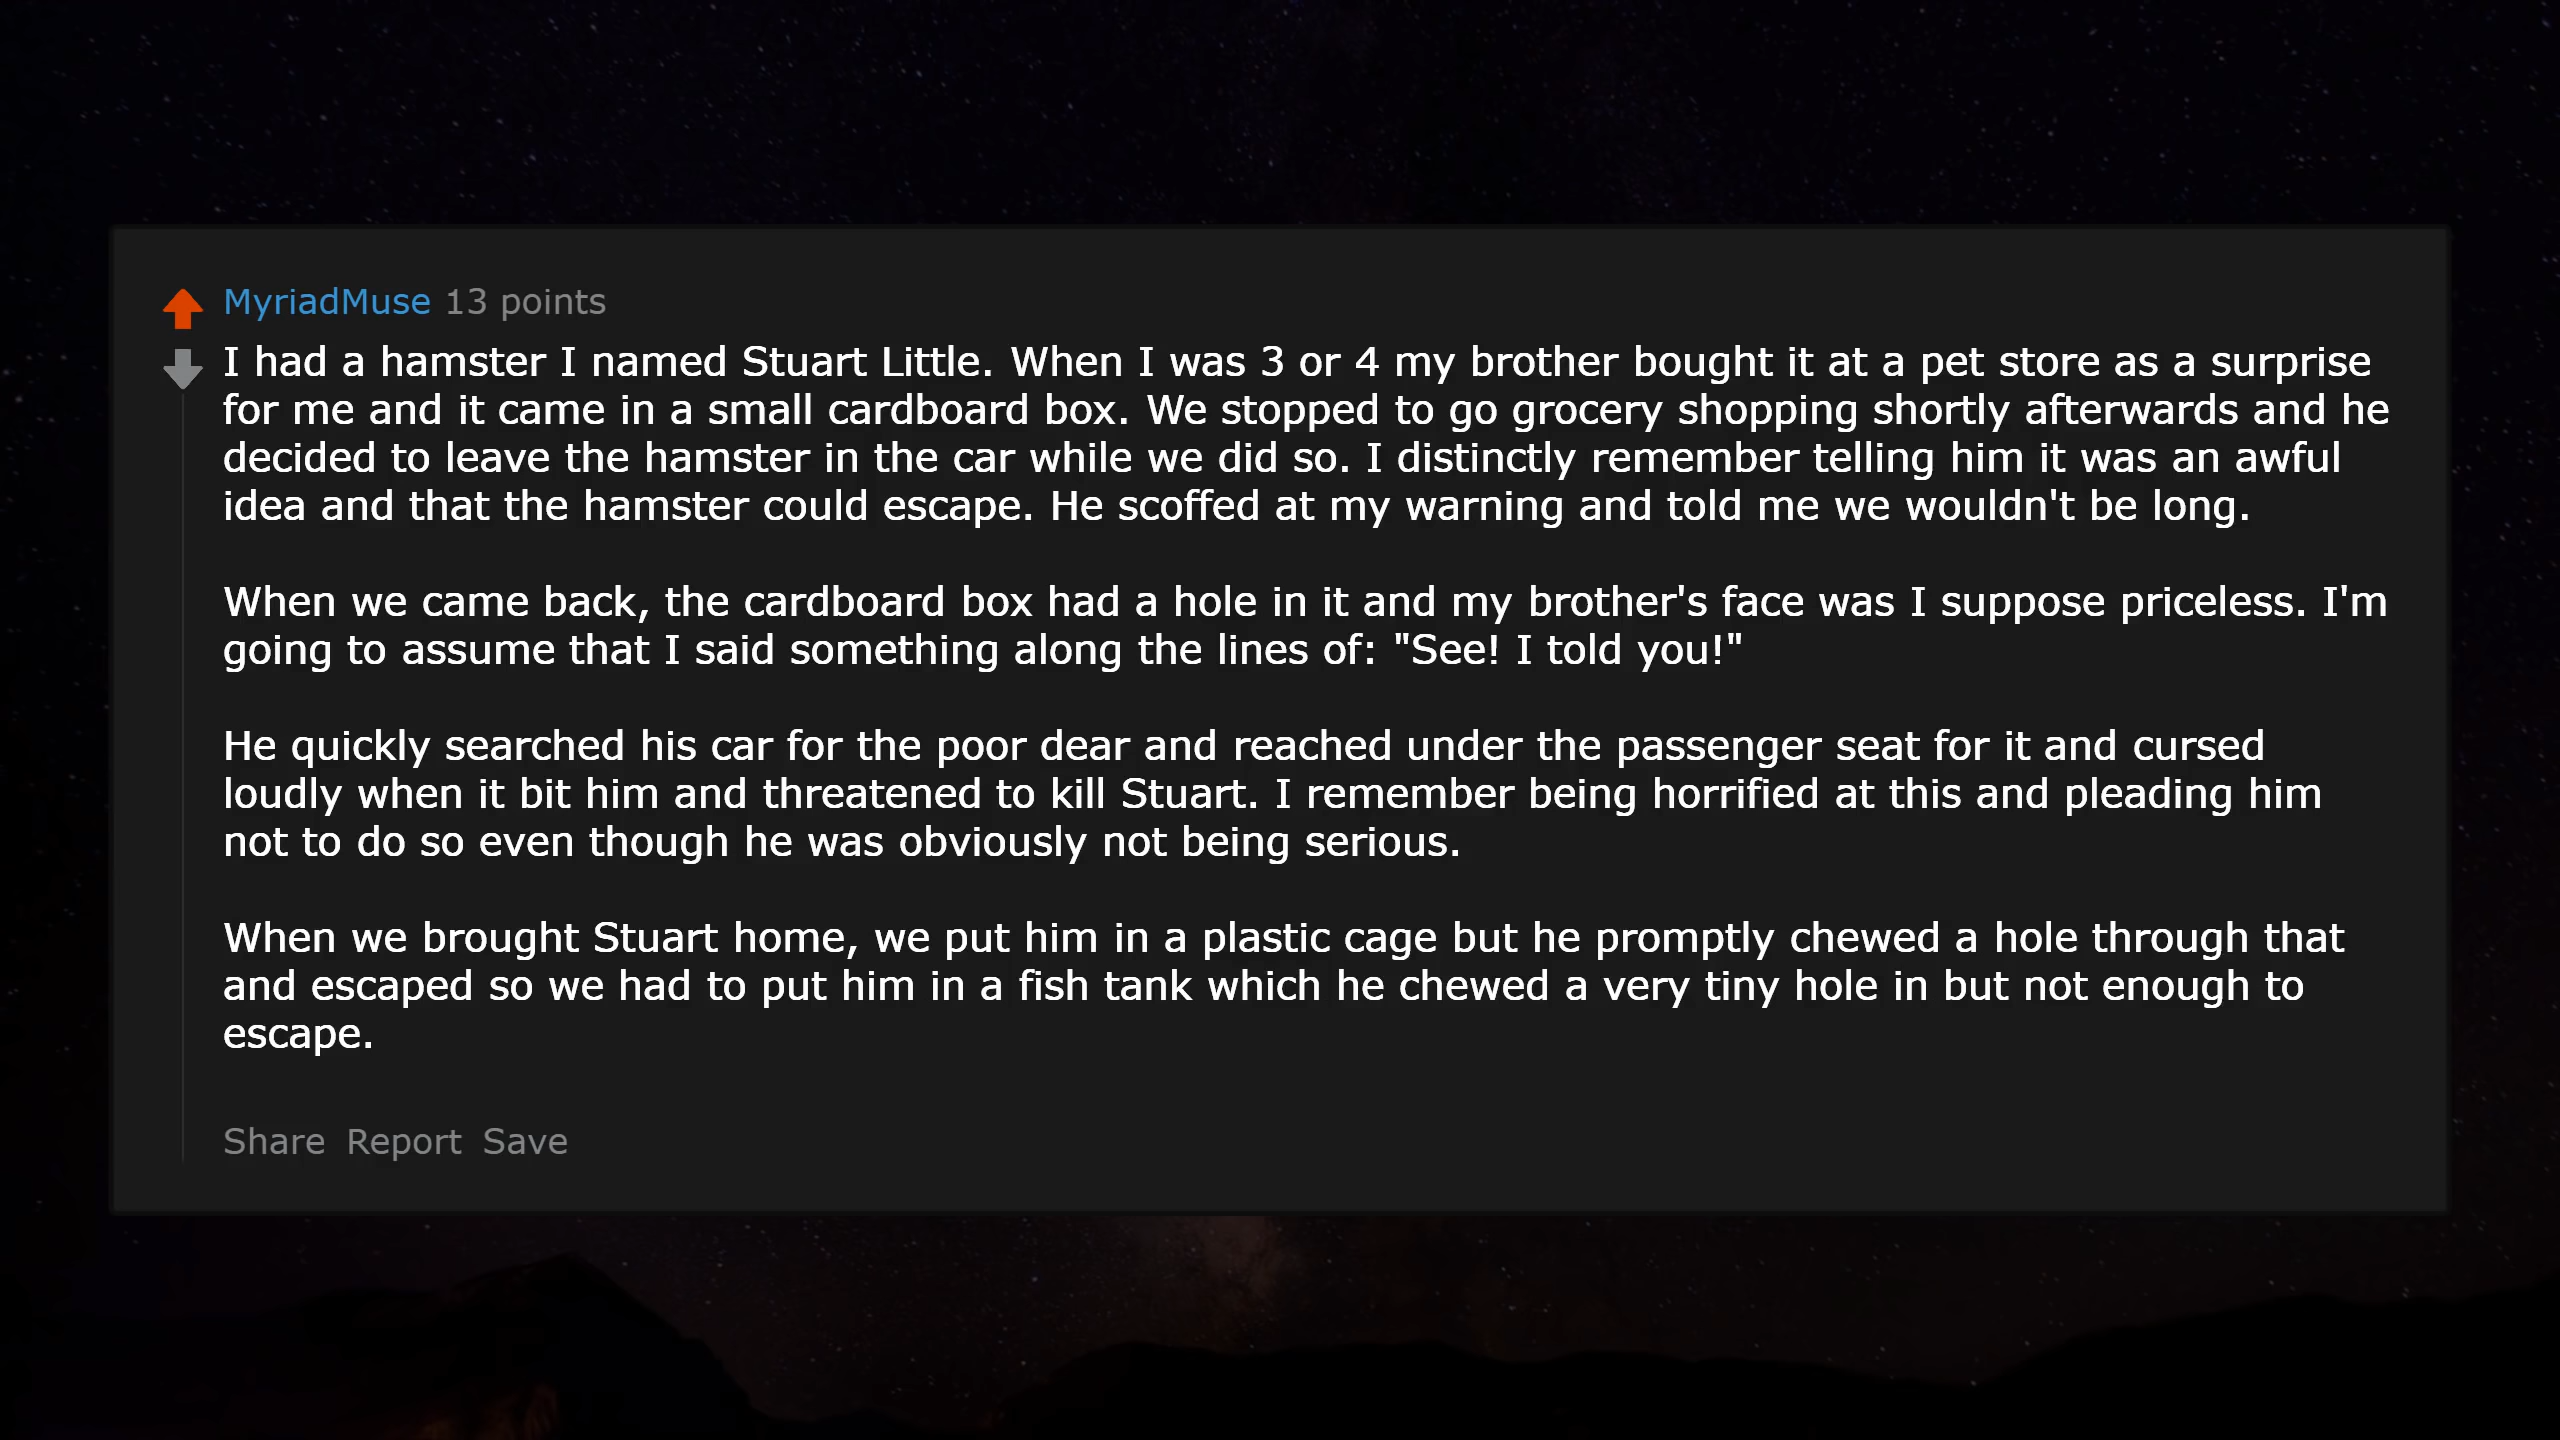 MyriadMuse 13 points
I had a hamster I named Stuart Little. When I was 3 or 4 my brother bought it at a pet store as a surprise
for me and it came in a small cardboard box. We stopped to go grocery shopping shortly afterwards and he
decided to leave the hamster in the car while we did so. I distinctly remember telling him it was an awful
idea and that the hamster could escape. He scoffed at my warning and told me we wouldn't be long.
When we came back, the cardboard box had a hole in it and my brother's face was I suppose priceless. I'm
going to assume that I said something along the lines of: "See! I told you!"
He quickly searched his car for the poor dear and reached under the passenger seat for it and cursed
loudly when it bit him and threatened to kill Stuart. I remember being horrified at this and pleading him
not to do so even though he was obviously not being serious.
When we brought Stuart home, we put him in a plastic cage but he promptly chewed a hole through that
and escaped so we had to put him in a fish tank which he chewed a very tiny hole in but not enough to
escape.
Share Report Save